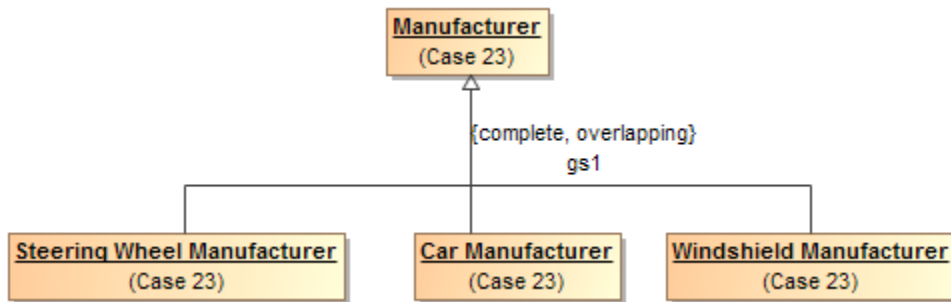 Manufacturer
(Case 23)
{complete, overlapping}
gs1
Steering Wheel Manufacturer
(Case 23)
Car Manufacturer
(Case 23)
Windshield Manufacturer
(Case 23)